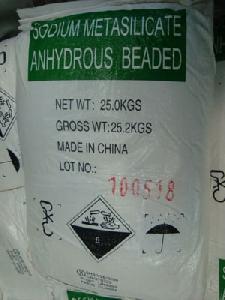 SODIUM METASILICATE
ANHYDROUS BEADED
NET WT: 25.0KGS
GROSS WT:25.2KGS
MADE IN CHINA
LOT NO.:
100518